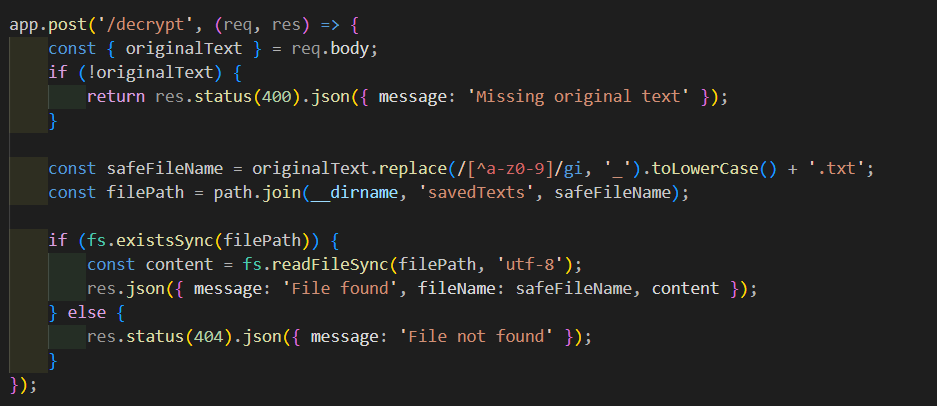 app.post('/decrypt', (req, res) => {
    const { originalText } = req.body;
    if (!originalText) {
        return res.status(400).json({ message: 'Missing original text' });
    }

    const safeFileName = originalText.replace(/[^a-z0-9]/gi, '_').toLowerCase() + '.txt';
    const filePath = path.join(__dirname, 'savedTexts', safeFileName);

    if (fs.existsSync(filePath)) {
        const content = fs.readFileSync(filePath, 'utf-8');
        res.json({ message: 'File found', fileName: safeFileName, content });
    } else {
        res.status(404).json({ message: 'File not found' });
    }
});